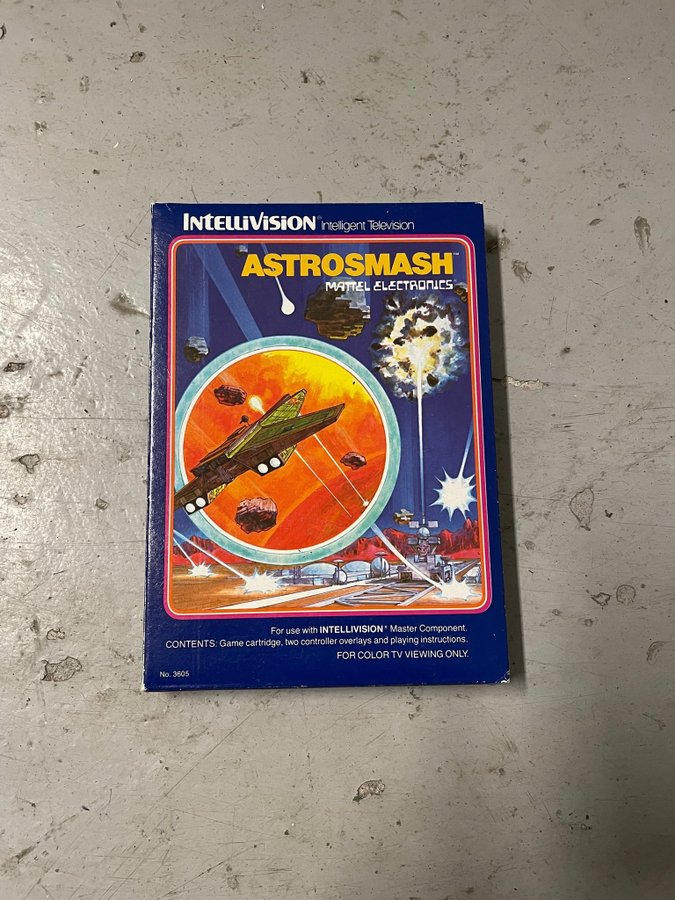 INTELLIVISION® Intelligent Television
ASTROSMASH™
MATTEL ELECTRONICS
For use with INTELLIVISION® Master Component.
CONTENTS: Game cartridge, two controller overlays and playing instructions.
FOR COLOR TV VIEWING ONLY.
No. 3605